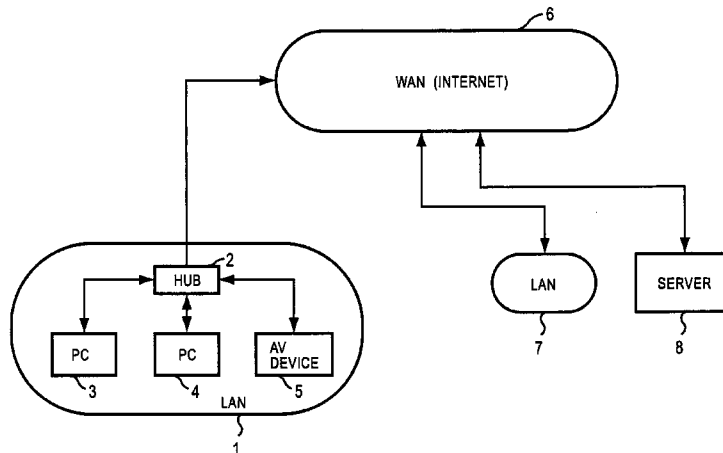 6
WAN (INTERNET)
2
HUB
PC
PC
AV
DEVICE
3
4
5
LAN
1
LAN
SERVER
7
8